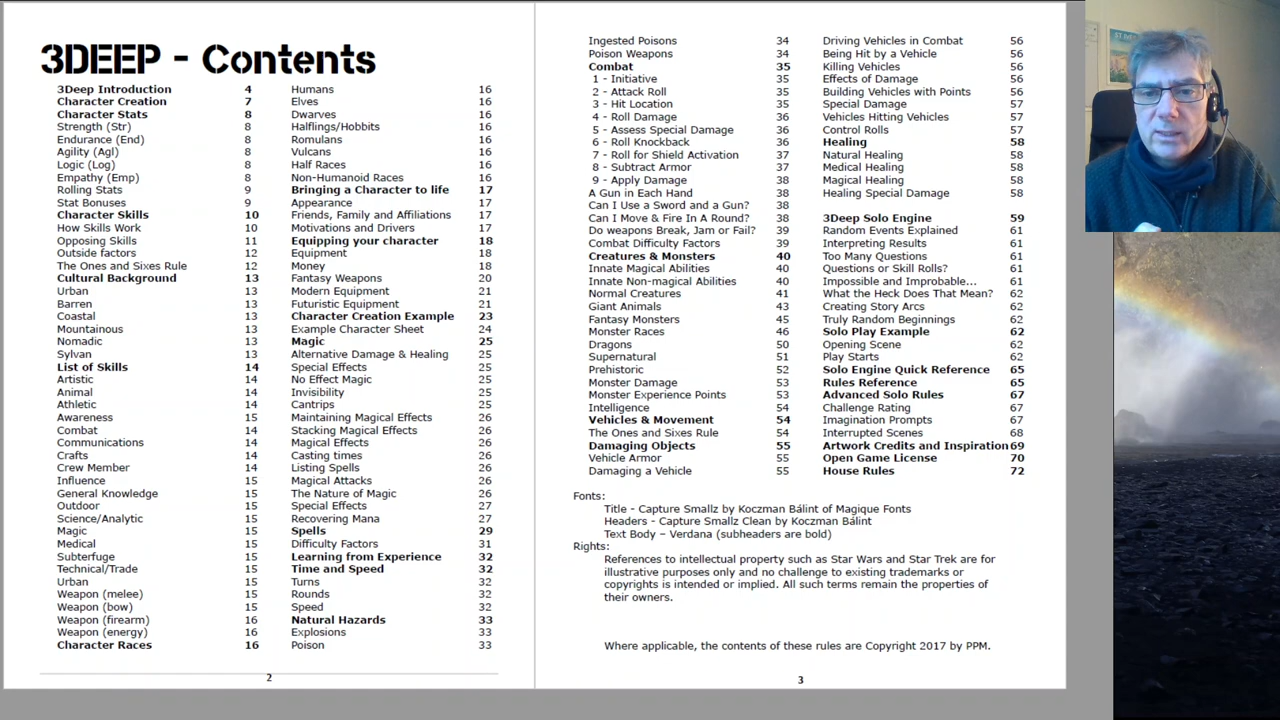 3DEEP - Contents
3Deep Introduction 4
Character Creation 7
Character Stats 8
Strength (Str) 8
Endurance (End) 8
Agility (Agl) 8
Logic (Log) 8
Empathy (Emp) 8
Rolling Stats 9
Stat Bonuses 9
Character Skills 10
How Skills Work 10
Opposing Skills 11
Outside factors 12
The Ones and Sixes Rule 12
Cultural Background 13
Urban 13
Barren 13
Coastal 13
Mountainous 13
Nomadic 13
Sylvan 13
List of Skills 14
Artistic 14
Animal 14
Athletic 14
Awareness 15
Combat 14
Communications 14
Crafts 14
Crew Member 14
Influence 15
General Knowledge 15
Outdoor 15
Science/Analytic 15
Magic 15
Medical 15
Subterfuge 15
Technical/Trade 15
Urban 15
Weapon (melee) 15
Weapon (bow) 15
Weapon (firearm) 16
Weapon (energy) 16
Character Races 16
Humans 16
Elves 16
Dwarves 16
Halflings/Hobbits 16
Romulans 16
Vulcans 16
Half Races 16
Non-Humanoid Races 16
Bringing a Character to life 17
Appearance 17
Friends, Family and Affiliations 17
Motivations and Drivers 17
Equipping your character 18
Equipment 18
Money 18
Fantasy Weapons 20
Modern Equipment 21
Futuristic Equipment 21
Character Creation Example 23
Example Character Sheet 24
Magic 25
Alternative Damage & Healing 25
Special Effects 25
No Effect Magic 25
Invisibility 25
Cantrips 25
Maintaining Magical Effects 26
Stacking Magical Effects 26
Magical Effects 26
Casting times 26
Listing Spells 26
Magical Attacks 26
The Nature of Magic 26
Special Effects 27
Recovering Mana 27
Spells 29
Difficulty Factors 31
Learning from Experience 32
Time and Speed 32
Turns 32
Rounds 32
Speed 32
Natural Hazards 33
Explosions 33
Poison 33
2
Ingested Poisons 34
Poison Weapons 34
Combat 35
1 - Initiative 35
2 - Attack Roll 35
3 - Hit Location 35
4 - Roll Damage 36
5 - Assess Special Damage 36
6 - Roll Knockback 36
7 - Roll for Shield Activation 37
8 - Subtract Armor 37
9 - Apply Damage 38
A Gun in Each Hand 38
Can I Use a Sword and a Gun? 38
Can I Move & Fire In A Round? 38
Do weapons Break, Jam or Fail? 39
Combat Difficulty Factors 39
Creatures & Monsters 40
Innate Magical Abilities 40
Innate Non-magical Abilities 40
Normal Creatures 41
Giant Animals 43
Fantasy Monsters 45
Monster Races 46
Dragons 50
Supernatural 51
Prehistoric 52
Monster Damage 53
Monster Experience Points 53
Intelligence 54
Vehicles & Movement 54
The Ones and Sixes Rule 54
Damaging Objects 55
Vehicle Armor 55
Damaging a Vehicle 55
Driving Vehicles in Combat 56
Being Hit by a Vehicle 56
Killing Vehicles 56
Effects of Damage 56
Building Vehicles with Points 56
Special Damage 57
Vehicles Hitting Vehicles 57
Control Rolls 57
Healing 58
Natural Healing 58
Medical Healing 58
Magical Healing 58
Healing Special Damage 58
3Deep Solo Engine 59
Random Events Explained 61
Interpreting Results 61
Too Many Questions 61
Questions or Skill Rolls? 61
Impossible and Improbable... 61
What the Heck Does That Mean? 62
Creating Story Arcs 62
Truly Random Beginnings 62
Solo Play Example 62
Opening Scene 62
Play Starts 62
Solo Engine Quick Reference 65
Rules Reference 65
Advanced Solo Rules 67
Challenge Rating 67
Imagination Prompts 67
Interrupted Scenes 68
Artwork Credits and Inspiration69
Open Game License 70
House Rules 72
Fonts:
Title - Capture Smallz by Koczman Bálint of Magique Fonts
Headers - Capture Smallz Clean by Koczman Bálint
Text Body – Verdana (subheaders are bold)
Rights:
References to intellectual property such as Star Wars and Star Trek are for
illustrative purposes only and no challenge to existing trademarks or
copyrights is intended or implied. All such terms remain the properties of
their owners.
Where applicable, the contents of these rules are Copyright 2017 by PPM.
3